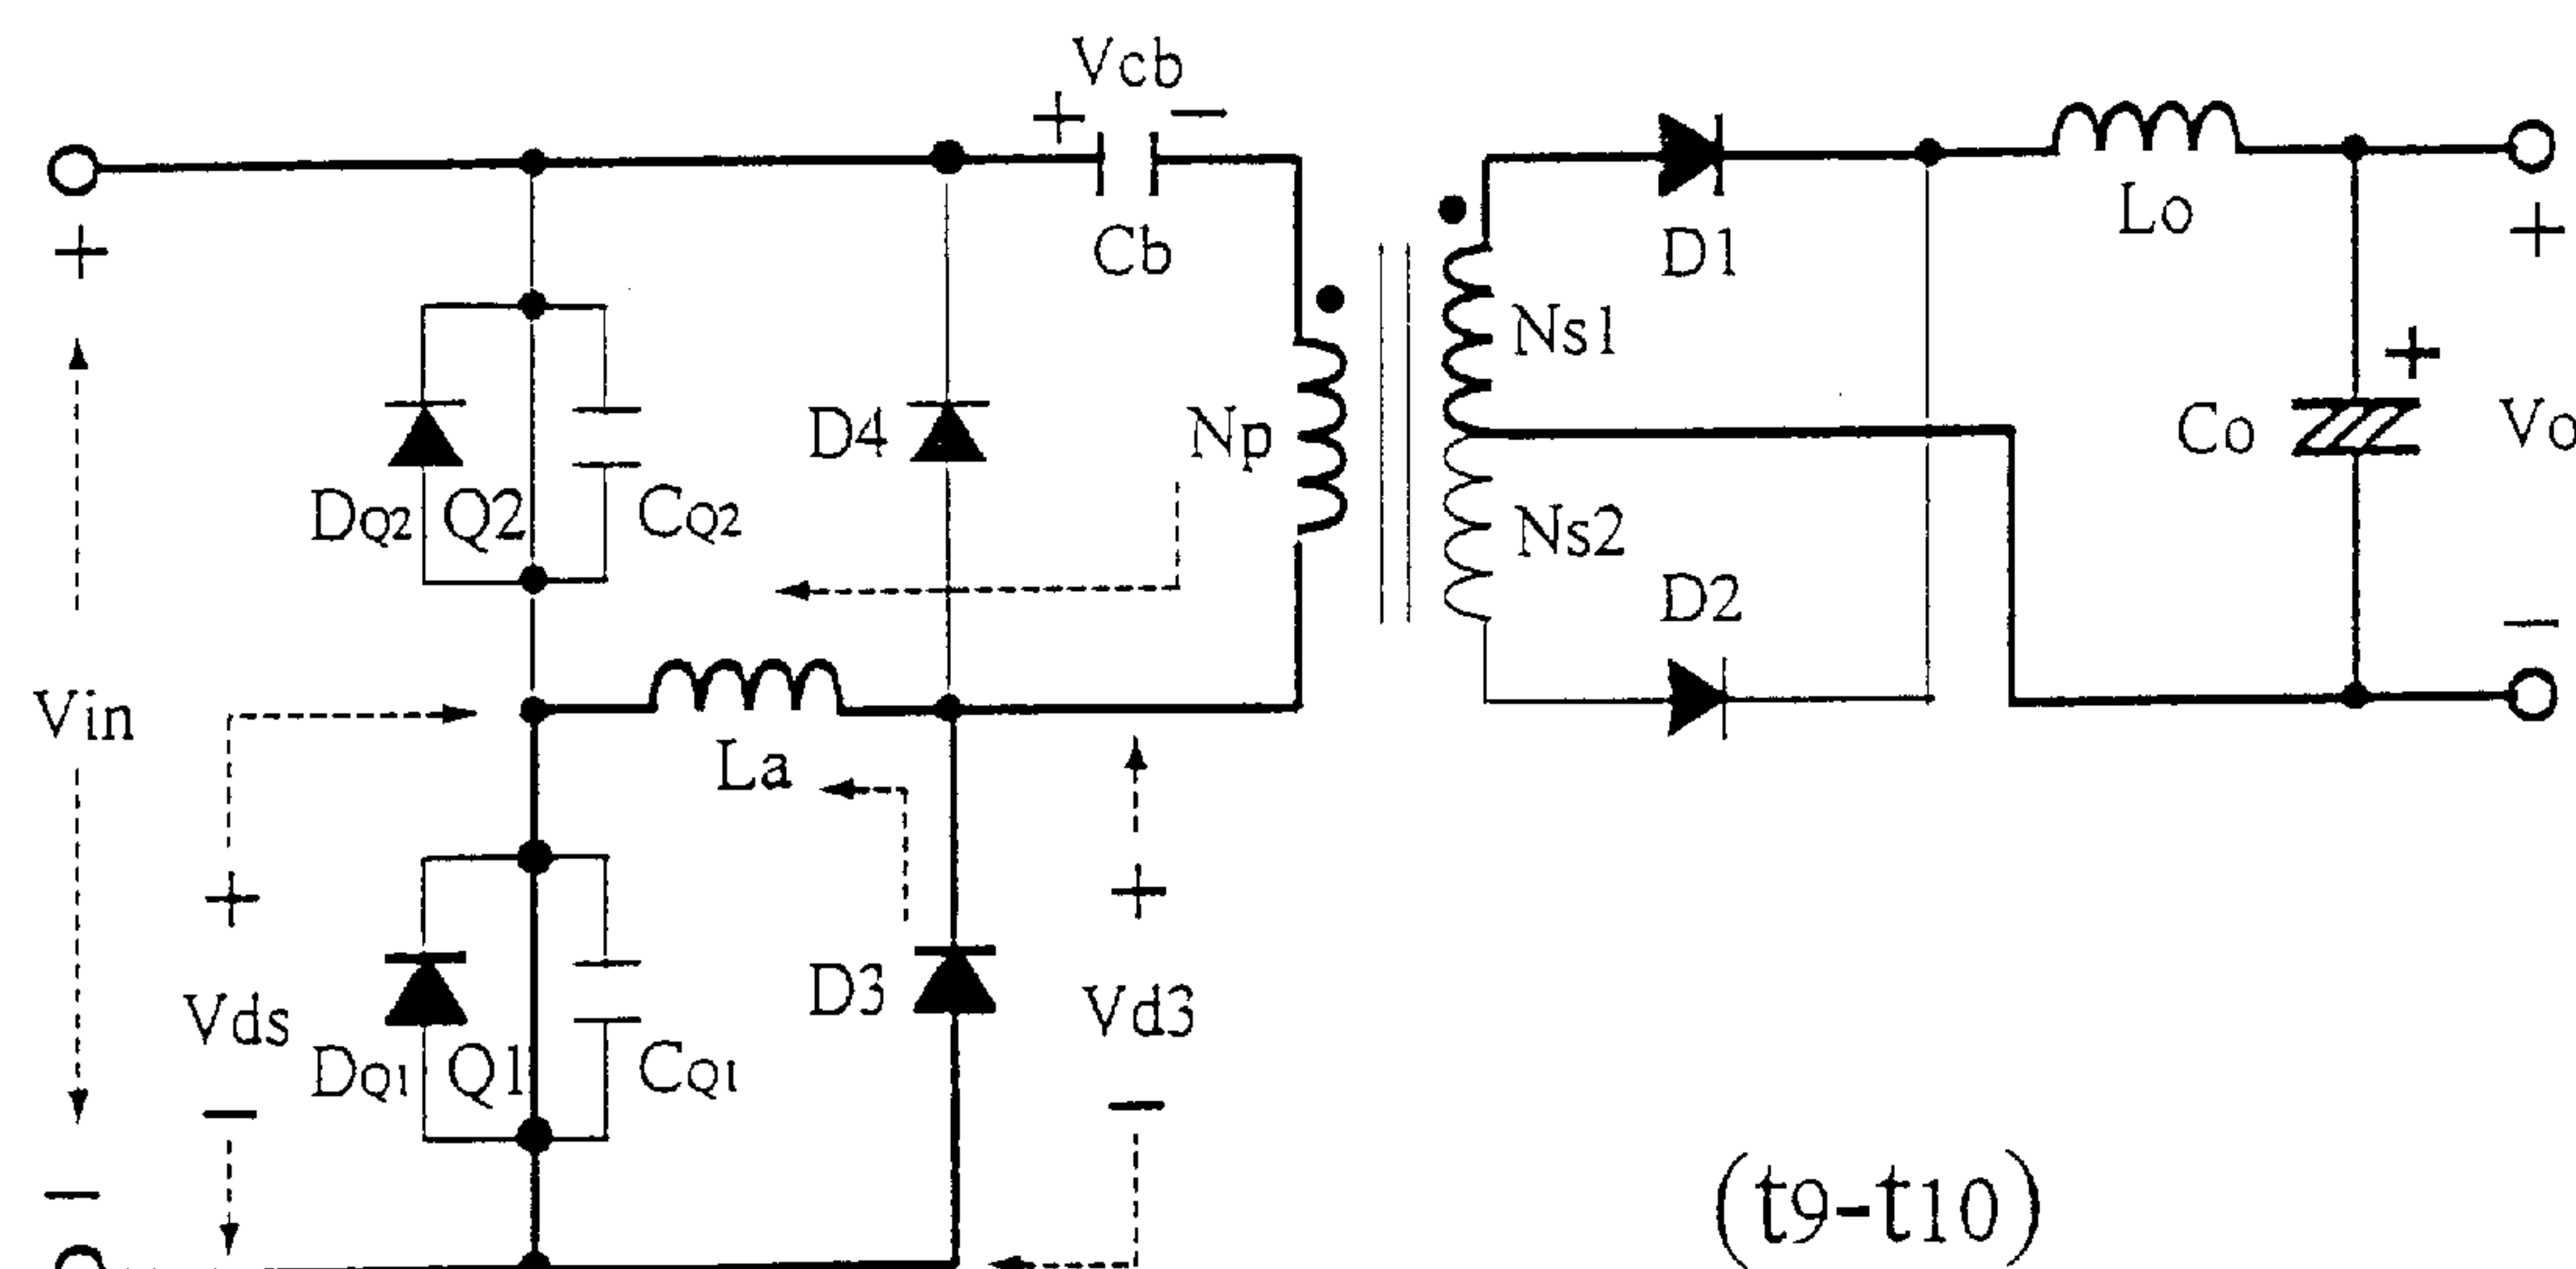 Vcb
+ −
+
Cb
D1
Lo
+
Ns1
+
D4
Np
Co
Vo
DQ2 Q2 CQ2
Ns2
D2
−
Vin
La
+
+
D3
Vds
Vd3
DQ1 Q1 CQ1
−
−
−
(t9-t10)